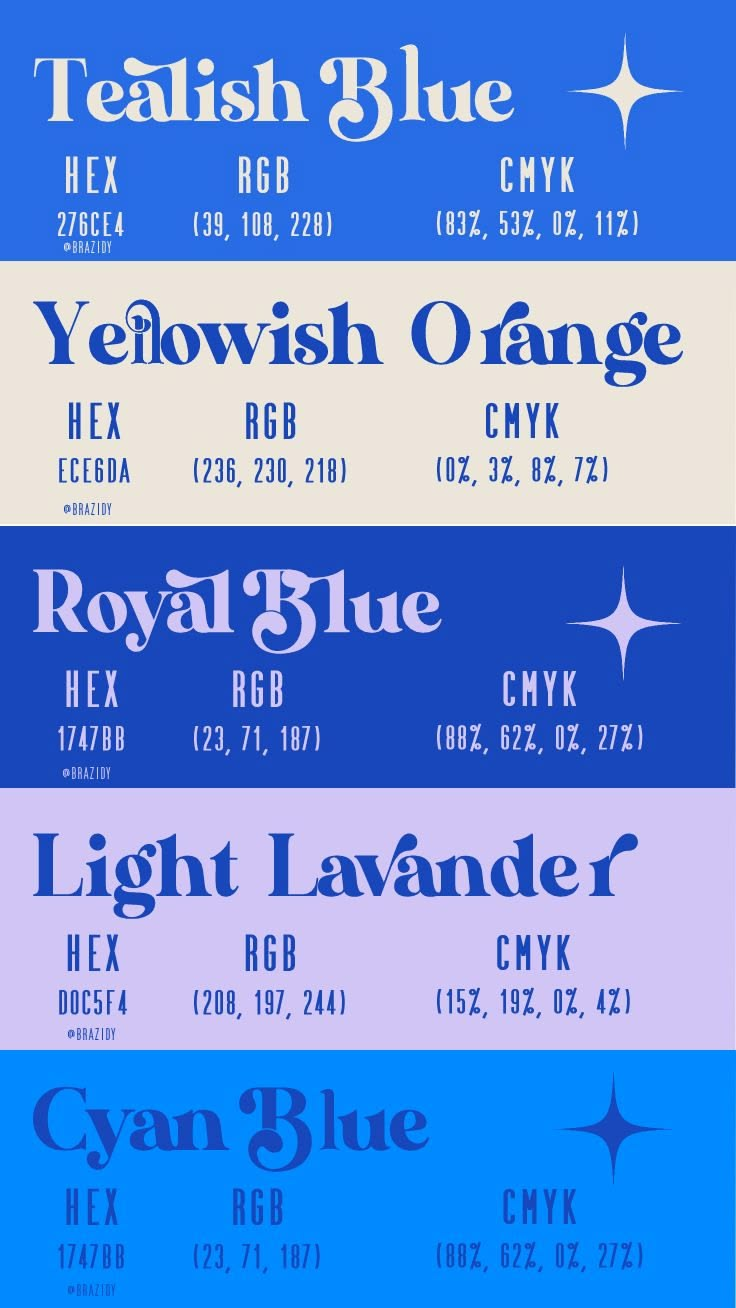 Tealish Blue
HEX RGB CMYK
276CE4 (39, 108, 228) (83%, 53%, 0%, 11%)
@BRAZIDY
Yellowish Orange
HEX RGB CMYK
ECE6DA (236, 230, 218) (0%, 3%, 8%, 7%)
@BRAZIDY
Royal Blue
HEX RGB CMYK
1747BB (23, 71, 187) (88%, 62%, 0%, 27%)
@BRAZIDY
Light Lavander
HEX RGB CMYK
D0C5F4 (208, 197, 244) (15%, 19%, 0%, 4%)
@BRAZIDY
Cyan Blue
HEX RGB CMYK
1747BB (23, 71, 187) (88%, 62%, 0%, 27%)
@BRAZIDY